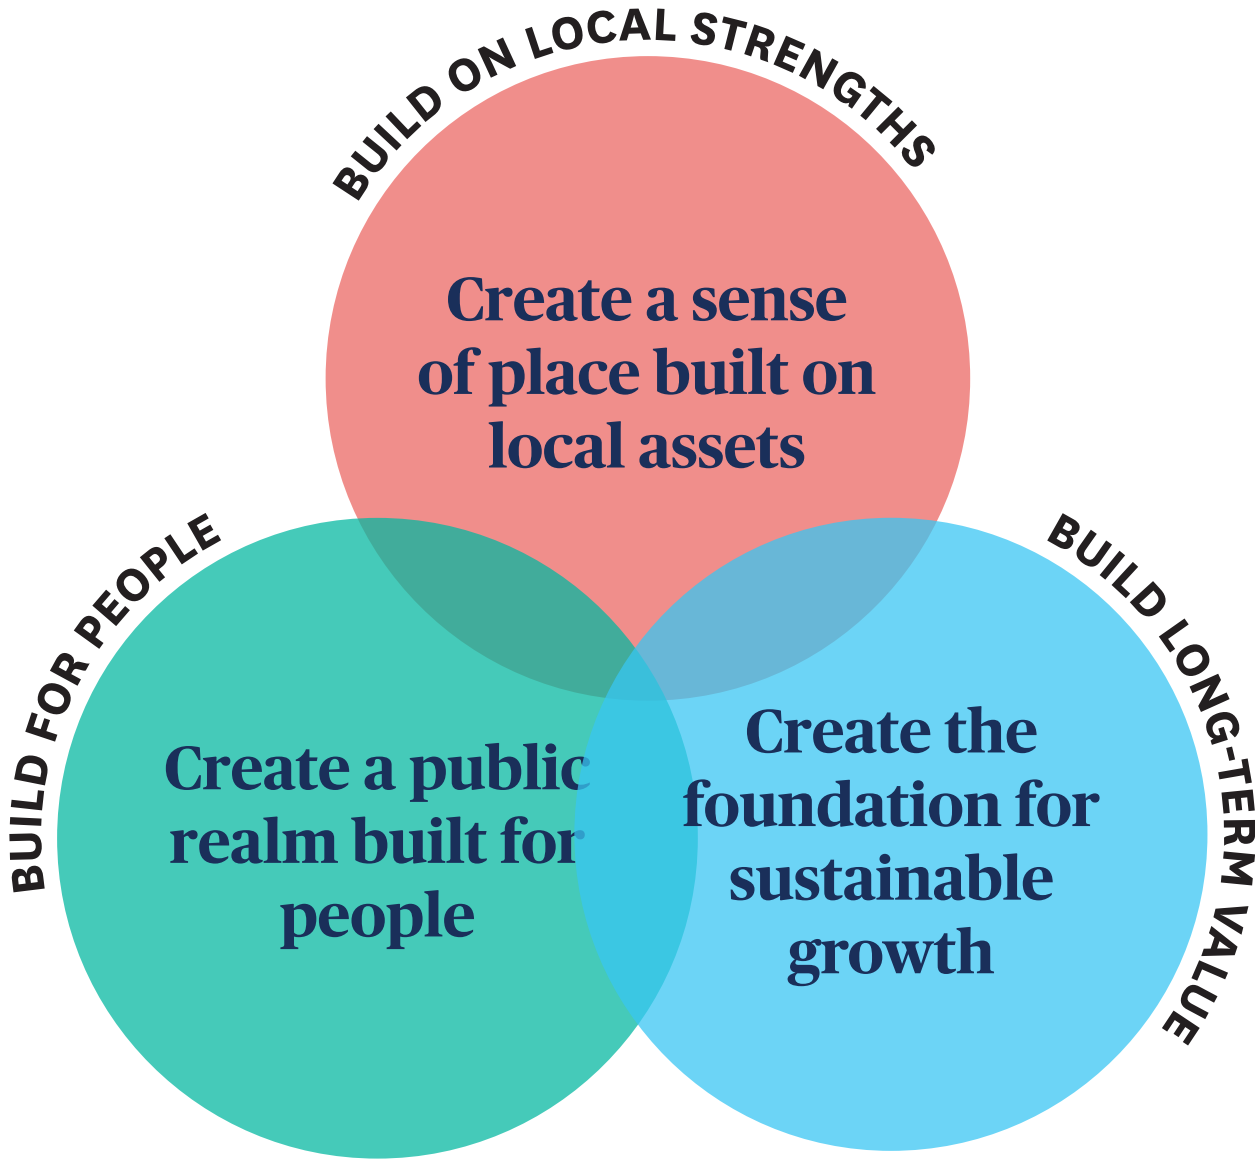 BUILD ON LOCAL STRENGTHS
Create a sense
of place built on
local assets
BUILD FOR PEOPLE
Create a public
realm built for
people
BUILD LONG-TERM VALUE
Create the
foundation for
sustainable
growth